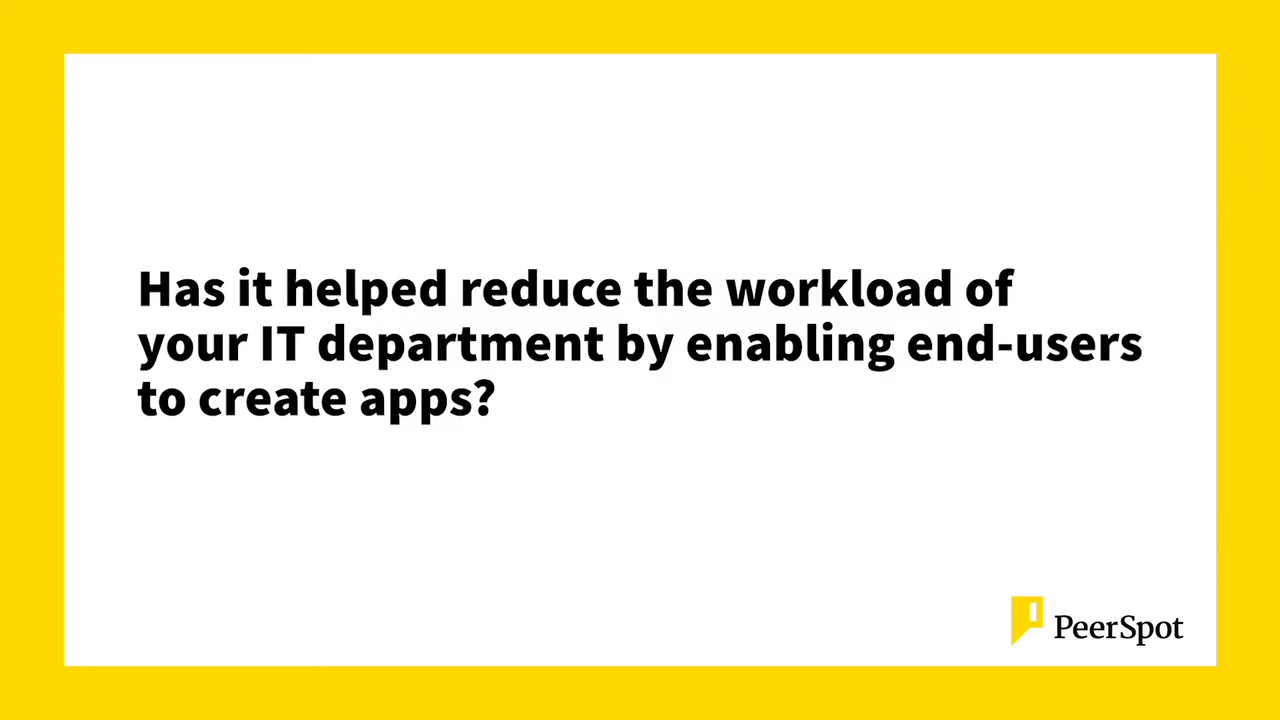 Has it helped reduce the workload of
your IT department by enabling end-users
to create apps?
PeerSpot